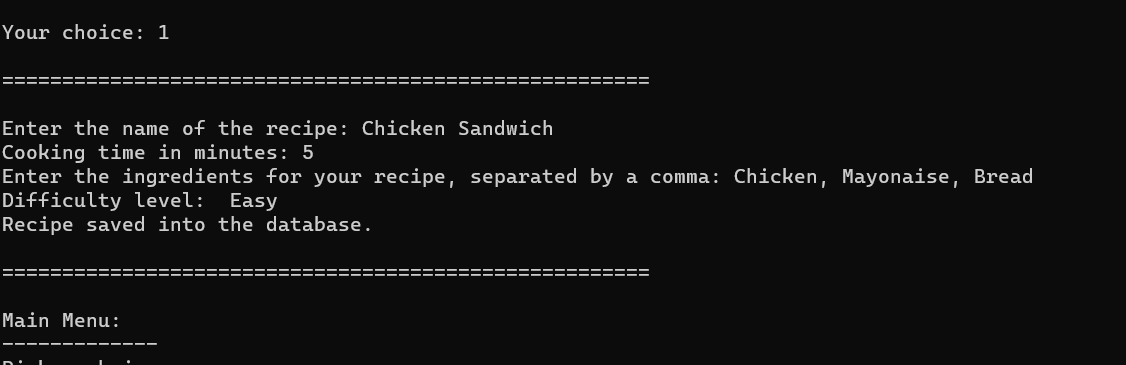 Your choice: 1
======================================================
Enter the name of the recipe: Chicken Sandwich
Cooking time in minutes: 5
Enter the ingredients for your recipe, separated by a comma: Chicken, Mayonaise, Bread
Difficulty level:  Easy
Recipe saved into the database.
======================================================
Main Menu:
-------------